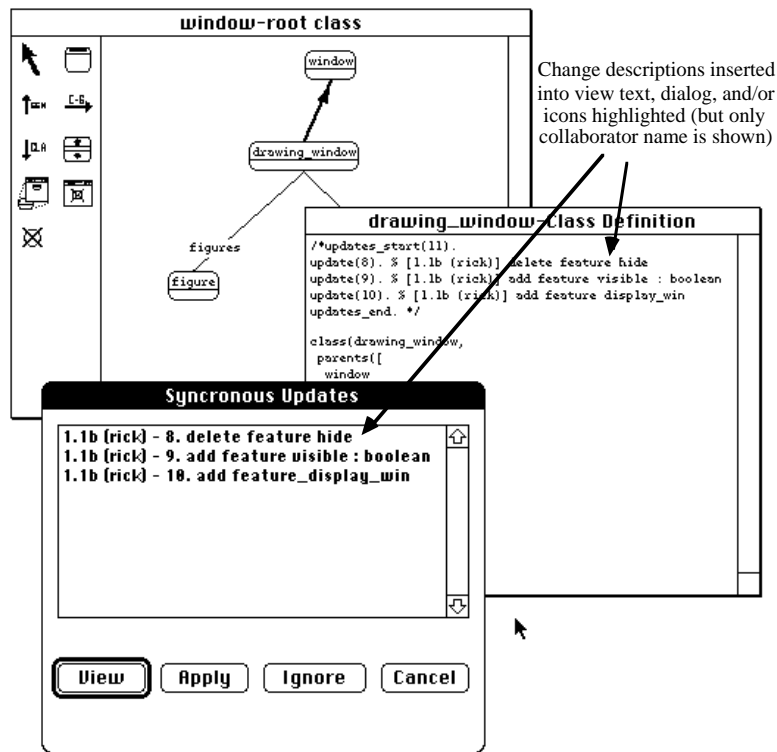 window-root class
window
drawing_window
figures
figure
Change descriptions inserted
into view text, dialog, and/or
icons highlighted (but only
collaborator name is shown)
drawing_window-Class Definition
/*updates_start(11).
update(8). % [1.1b (rick)] delete feature hide
update(9). % [1.1b (rick)] add feature visible : boolean
update(10). % [1.1b (rick)] add feature display_win
updates_end. */
class(drawing_window,
parents([
window
Syncronous Updates
1.1b (rick) - 8. delete feature hide
1.1b (rick) - 9. add feature visible : boolean
1.1b (rick) - 10. add feature_display_win
View
Apply
Ignore
Cancel